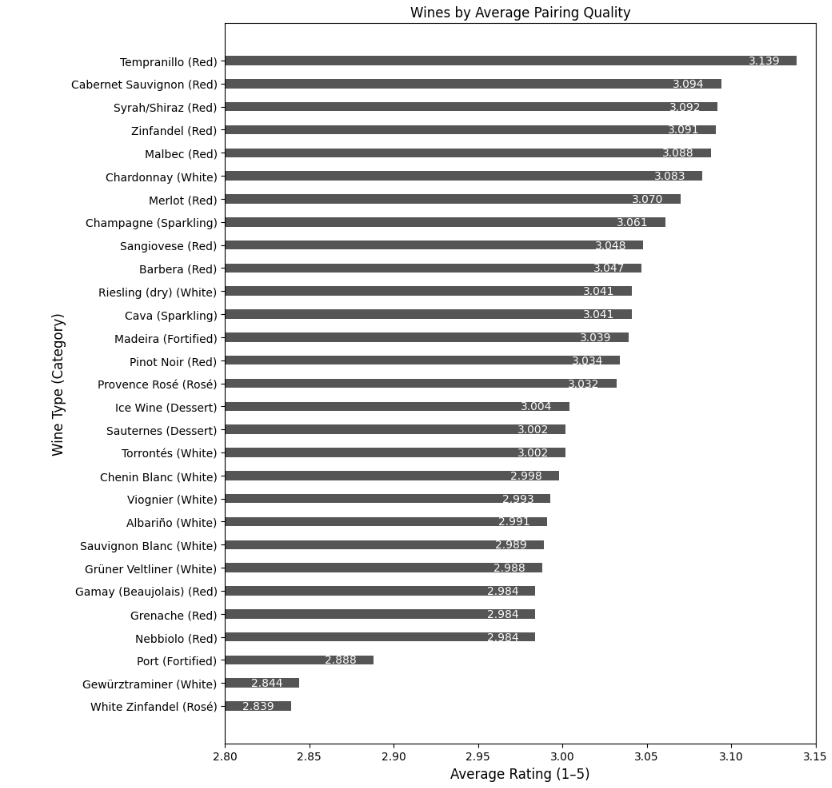 Wines by Average Pairing Quality
Tempranillo (Red) 3.139
Cabernet Sauvignon (Red) 3.094
Syrah/Shiraz (Red) 3.092
Zinfandel (Red) 3.091
Malbec (Red) 3.088
Chardonnay (White) 3.083
Merlot (Red) 3.070
Champagne (Sparkling) 3.061
Sangiovese (Red) 3.048
Barbera (Red) 3.047
Riesling (dry) (White) 3.041
Cava (Sparkling) 3.041
Madeira (Fortified) 3.039
Pinot Noir (Red) 3.034
Provence Rosé (Rosé) 3.032
Ice Wine (Dessert) 3.004
Sauternes (Dessert) 3.002
Torrontés (White) 3.002
Chenin Blanc (White) 2.998
Viognier (White) 2.993
Albariño (White) 2.991
Sauvignon Blanc (White) 2.989
Grüner Veltliner (White) 2.988
Gamay (Beaujolais) (Red) 2.984
Grenache (Red) 2.984
Nebbiolo (Red) 2.984
Port (Fortified) 2.888
Gewürztraminer (White) 2.844
White Zinfandel (Rosé) 2.839
Wine Type (Category)
2.80 2.85 2.90 2.95 3.00 3.05 3.10 3.15
Average Rating (1–5)